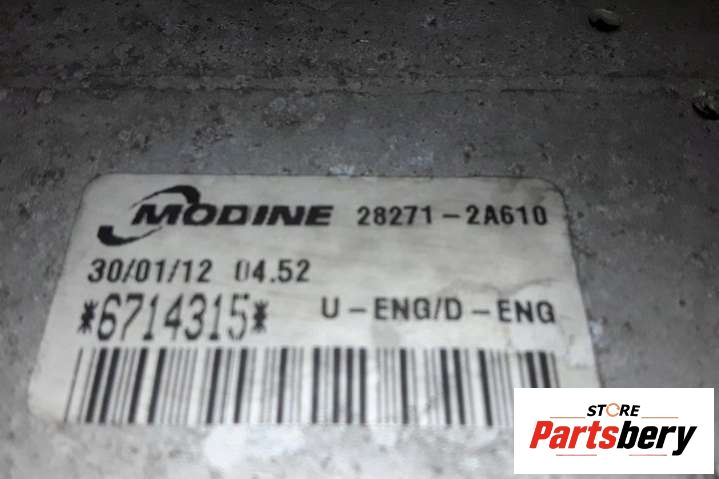 MODINE 28271-2A610
30/01/12 04.52
*6714315* U-ENG/D-ENG
STORE
Partsbery